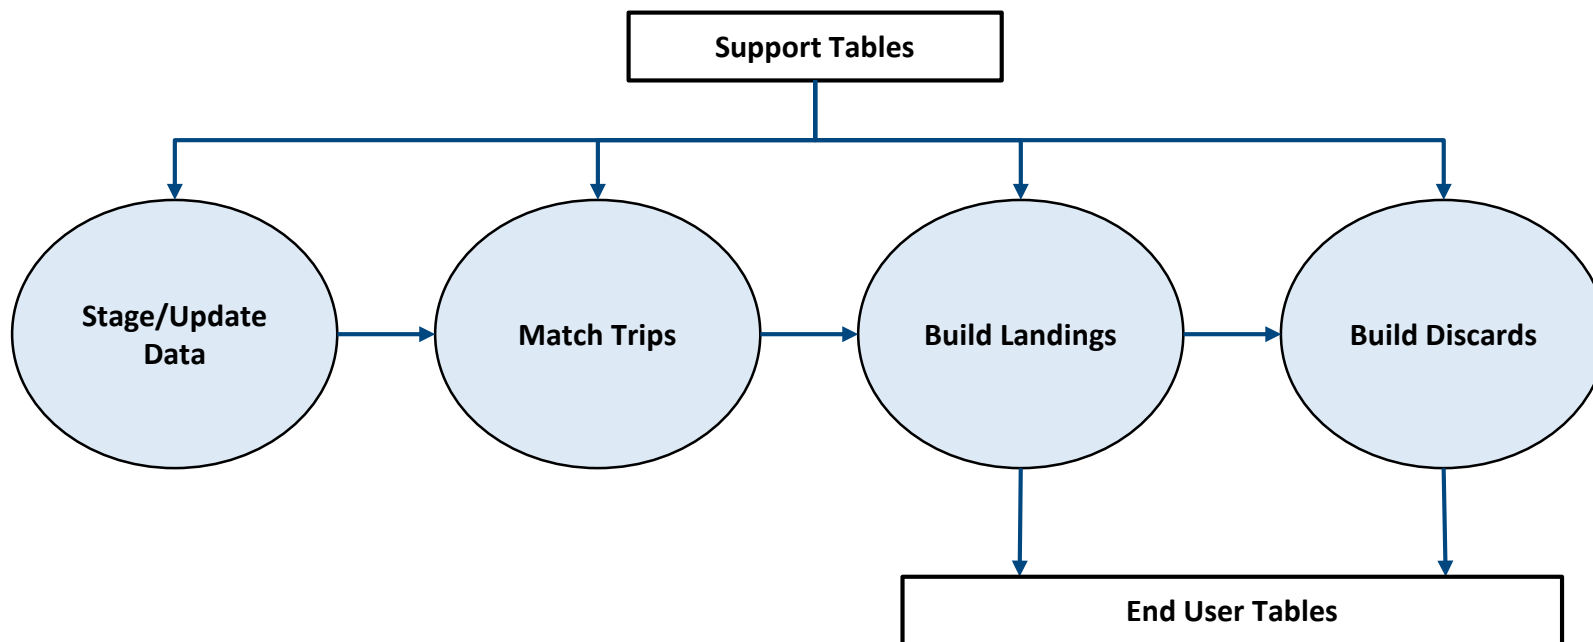 Support Tables
Stage/Update
Data
Match Trips
Build Landings
Build Discards
End User Tables